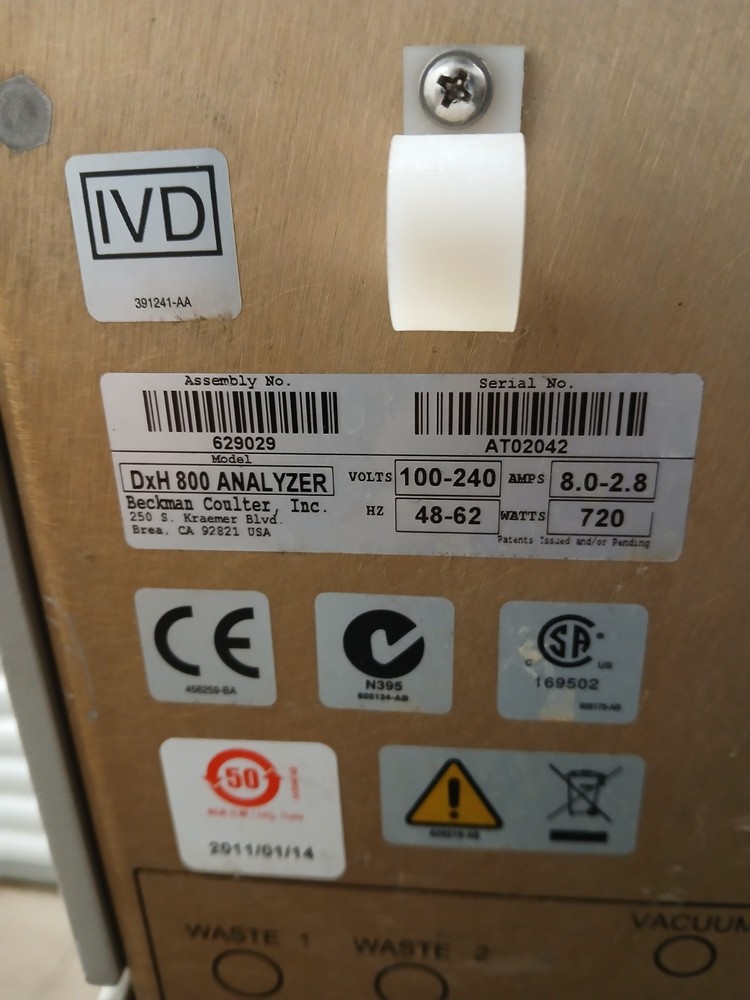 IVD
391241-AA
Assembly No.
Serial No.
629029
AT02042
Model
DxH 800 ANALYZER
VOLTS 100-240 AMPS 8.0-2.8
Beckman Coulter, Inc.
250 S. Kraemer Blvd.
Brea, CA 92821 USA
HZ 48-62 WATTS 720
Patents Issued and/or Pending
CE
N395
SA
C US
169502
50
2011/01/14
WASTE 1
WASTE 2
VACUUM